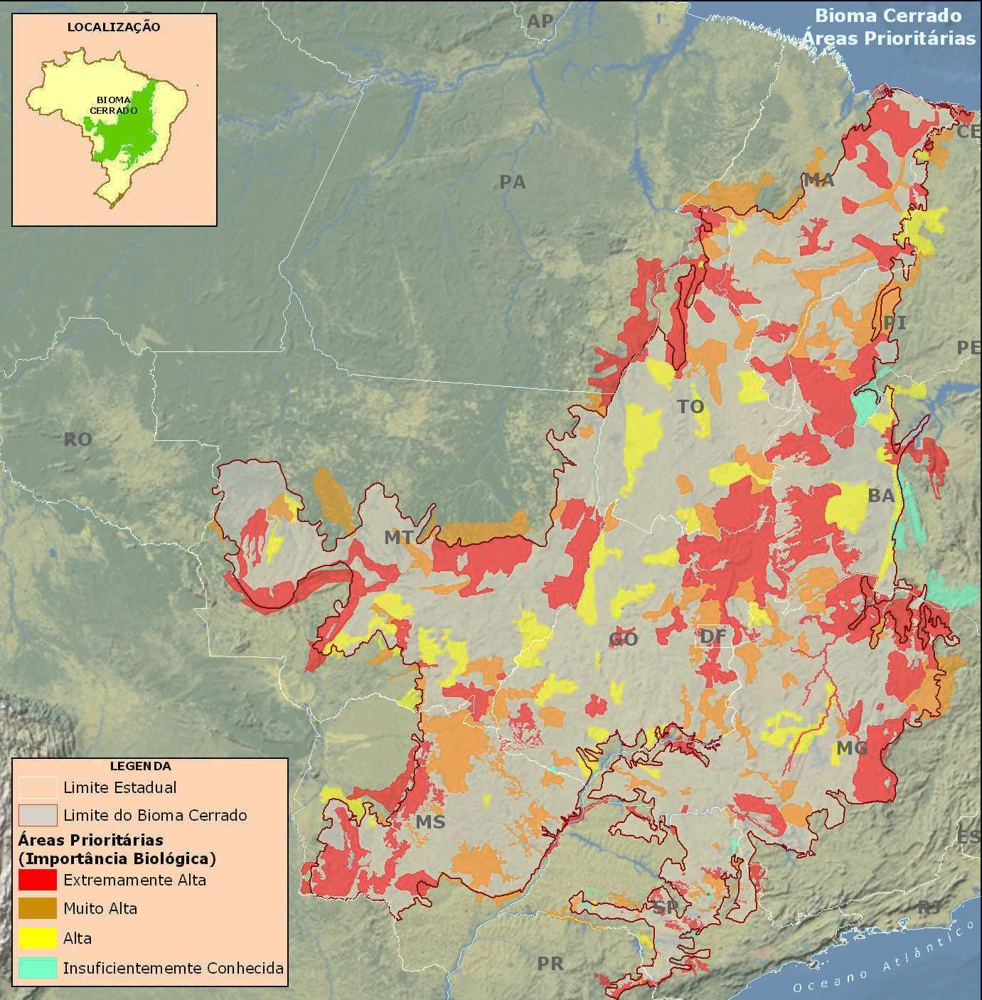 Bioma Cerrado
Áreas Prioritárias
LOCALIZAÇÃO
BIOMA
CERRADO
AP
CE
MA
PA
PI
PE
TO
RO
BA
MT
GO
DF
MG
MS
ES
SP
RJ
PR
Oceano Atlântico
LEGENDA
Limite Estadual
Limite do Bioma Cerrado
Áreas Prioritárias
(Importância Biológica)
Extremamente Alta
Muito Alta
Alta
Insuficientememte Conhecida